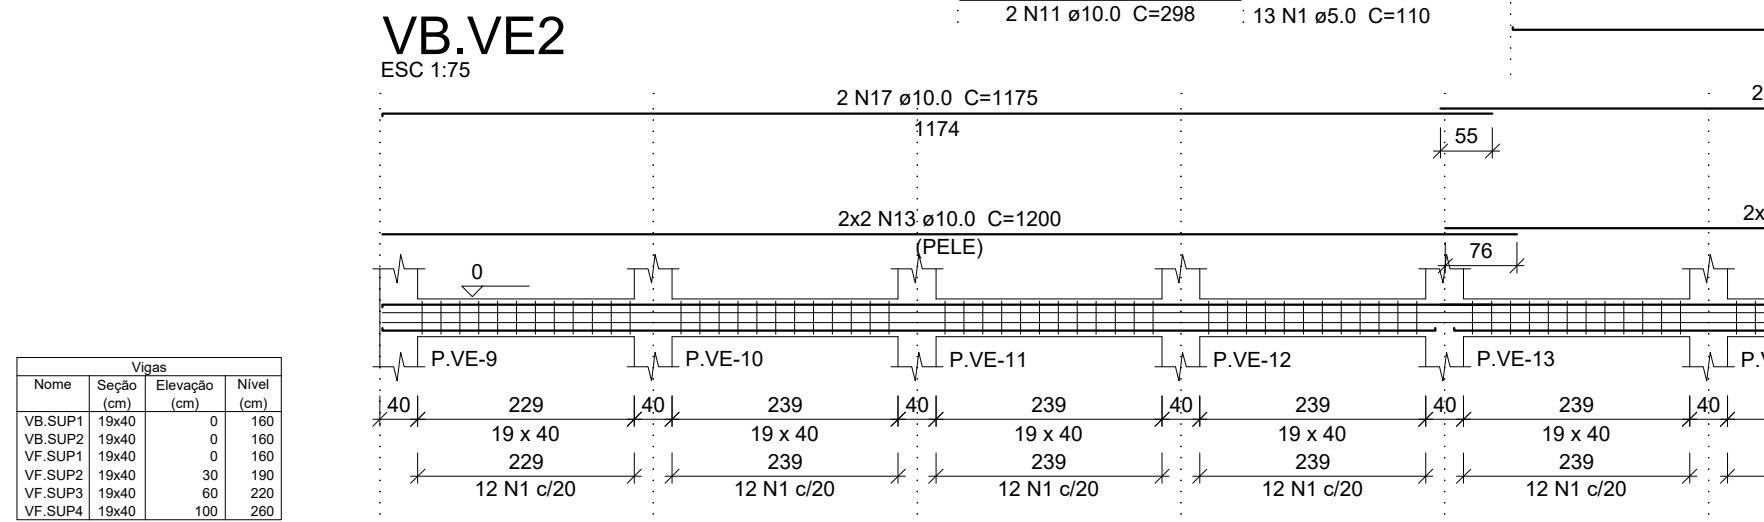 2 N11 ø10.0 C=298
13 N1 ø5.0 C=110
VB.VE2
ESC 1:75
2 N17 ø10.0 C=1175
2
1174
55
2x2 N13 ø10.0 C=1200
2x
(PELE)
76
0
P.VE-9
P.VE-10
P.VE-11
P.VE-12
P.VE-13
P.V
40 229 40 239 40 239 40 239 40 239 40
19 x 40 19 x 40 19 x 40 19 x 40 19 x 40
229 239 239 239 239
12 N1 c/20 12 N1 c/20 12 N1 c/20 12 N1 c/20 12 N1 c/20
Vigas
Nome Seção Elevação Nível
(cm) (cm) (cm)
VB.SUP1 19x40 0 160
VB.SUP2 19x40 0 160
VF.SUP1 19x40 0 160
VF.SUP2 19x40 30 190
VF.SUP3 19x40 60 220
VF.SUP4 19x40 100 260